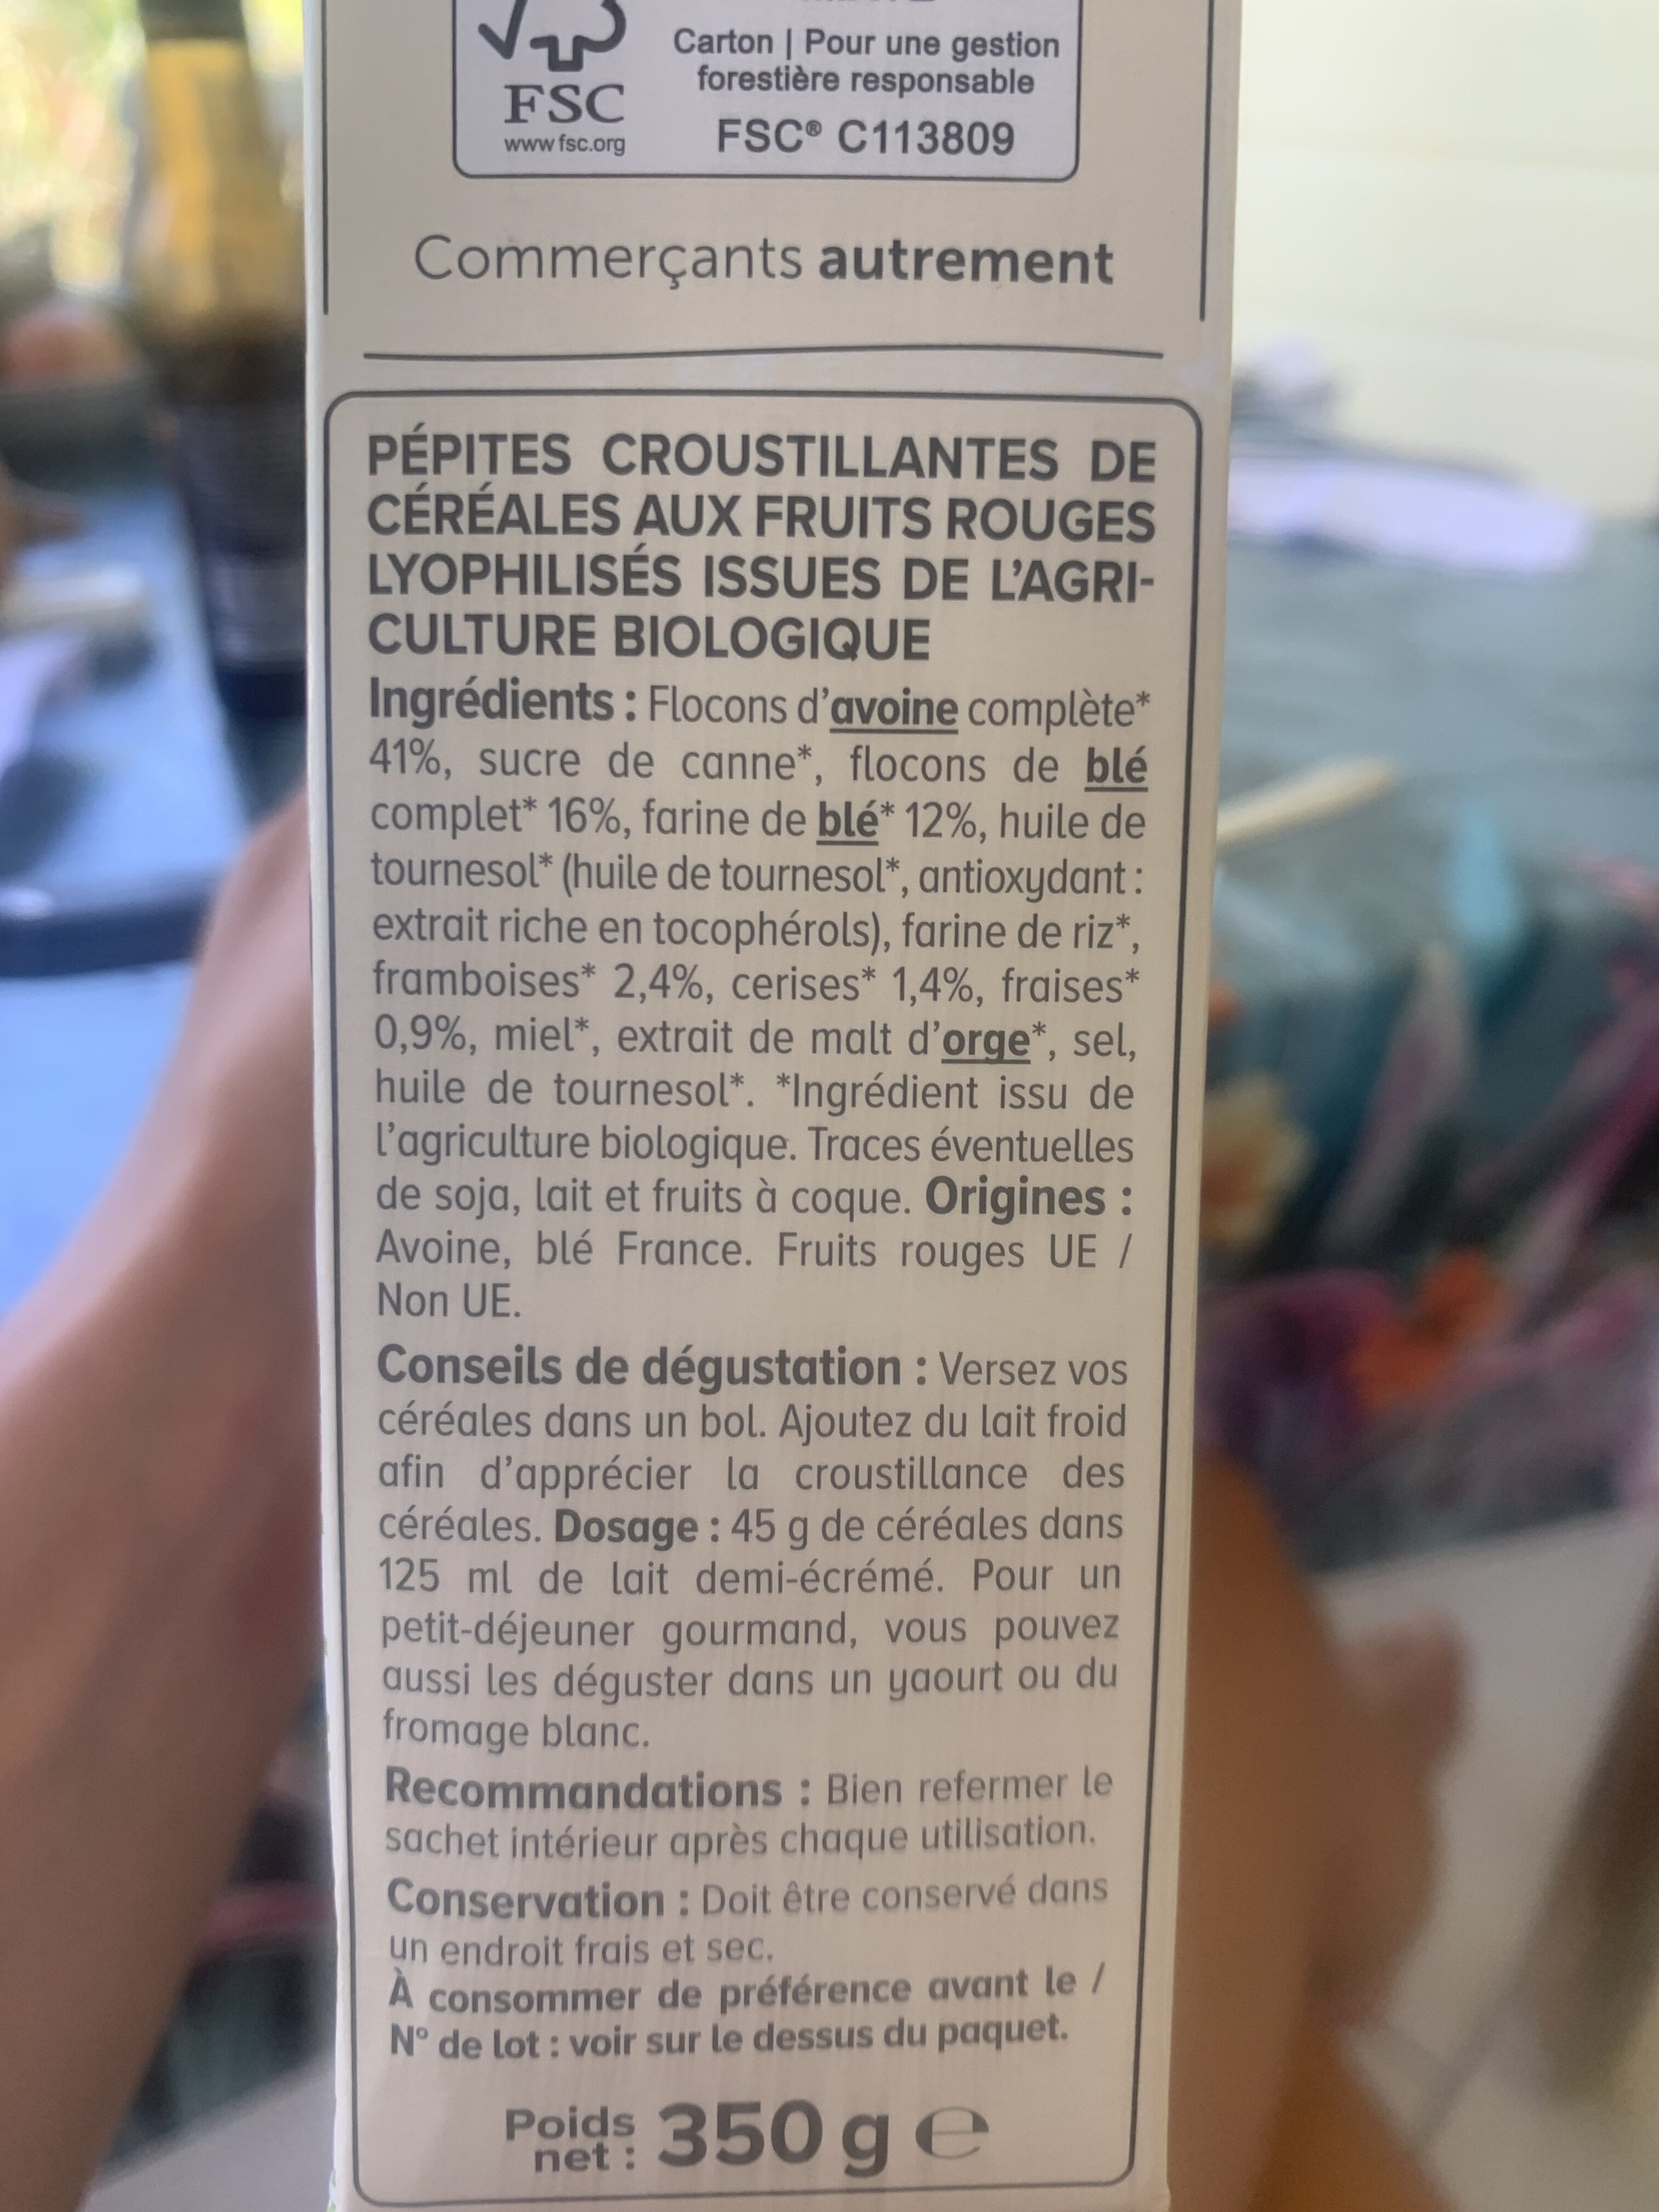 Carton | Pour une gestion
forestière responsable
FSC
www.fsc.org
FSC® C113809
Commerçants autrement
PÉPITES CROUSTILLANTES DE
CÉRÉALES AUX FRUITS ROUGES
LYOPHILISÉS ISSUES DE L'AGRI-
CULTURE BIOLOGIQUE
Ingrédients : Flocons d'avoine complète*
41%, sucre de canne*, flocons de blé
complet* 16%, farine de blé* 12%, huile de
tournesol* (huile de tournesol*, antioxydant :
extrait riche en tocophérols), farine de riz*,
framboises* 2,4%, cerises* 1,4%, fraises*
0,9%, miel*, extrait de malt d'orge*, sel,
huile de tournesol*. *Ingrédient issu de
l'agriculture biologique. Traces éventuelles
de soja, lait et fruits à coque. Origines :
Avoine, blé France. Fruits rouges UE /
Non UE.
Conseils de dégustation : Versez vos
céréales dans un bol. Ajoutez du lait froid
afin d'apprécier la croustillance des
céréales. Dosage : 45 g de céréales dans
125 ml de lait demi-écrémé. Pour un
petit-déjeuner gourmand, vous pouvez
aussi les déguster dans un yaourt ou du
fromage blanc.
Recommandations : Bien refermer le
sachet intérieur après chaque utilisation.
Conservation : Doit être conservé dans
un endroit frais et sec.
À consommer de préférence avant le /
N° de lot : voir sur le dessus du paquet.
Poids
net : 350 g e